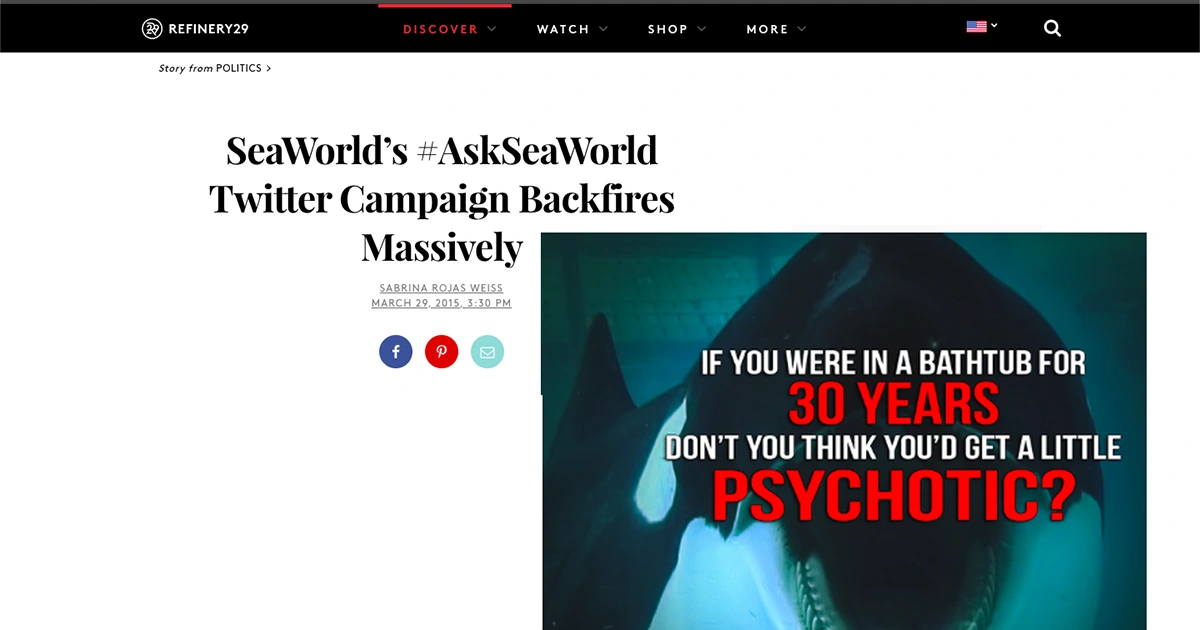 REFINERY29
DISCOVER
WATCH
SHOP
MORE
Story from POLITICS >
SeaWorld’s #AskSeaWorld
Twitter Campaign Backfires
Massively
SABRINA ROJAS WEISS
MARCH 29, 2015, 3:30 PM
IF YOU WERE IN A BATHTUB FOR
30 YEARS
DON’T YOU THINK YOU’D GET A LITTLE
PSYCHOTIC?